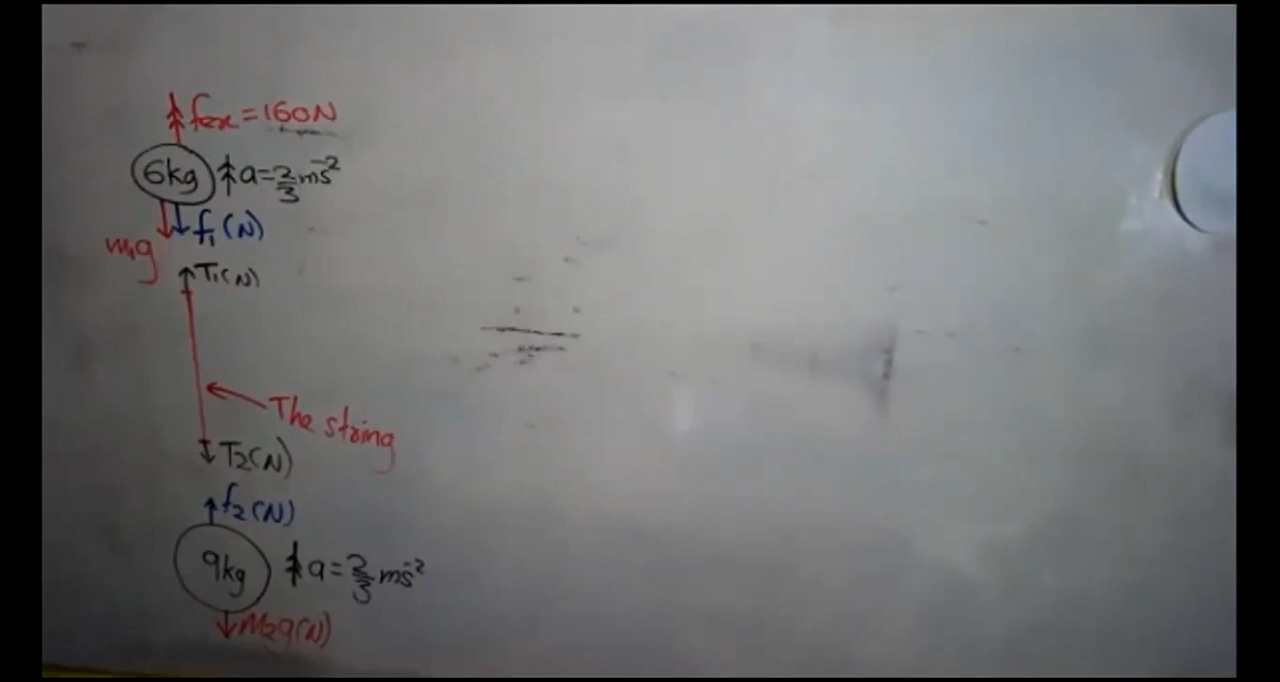 fex = 160N
6kg a = 2/3 ms⁻²
f₁(N)
m₁g
T₁(N)
The string
T₂(N)
f₂(N)
9kg a = 2/3 ms⁻²
M₂g(N)